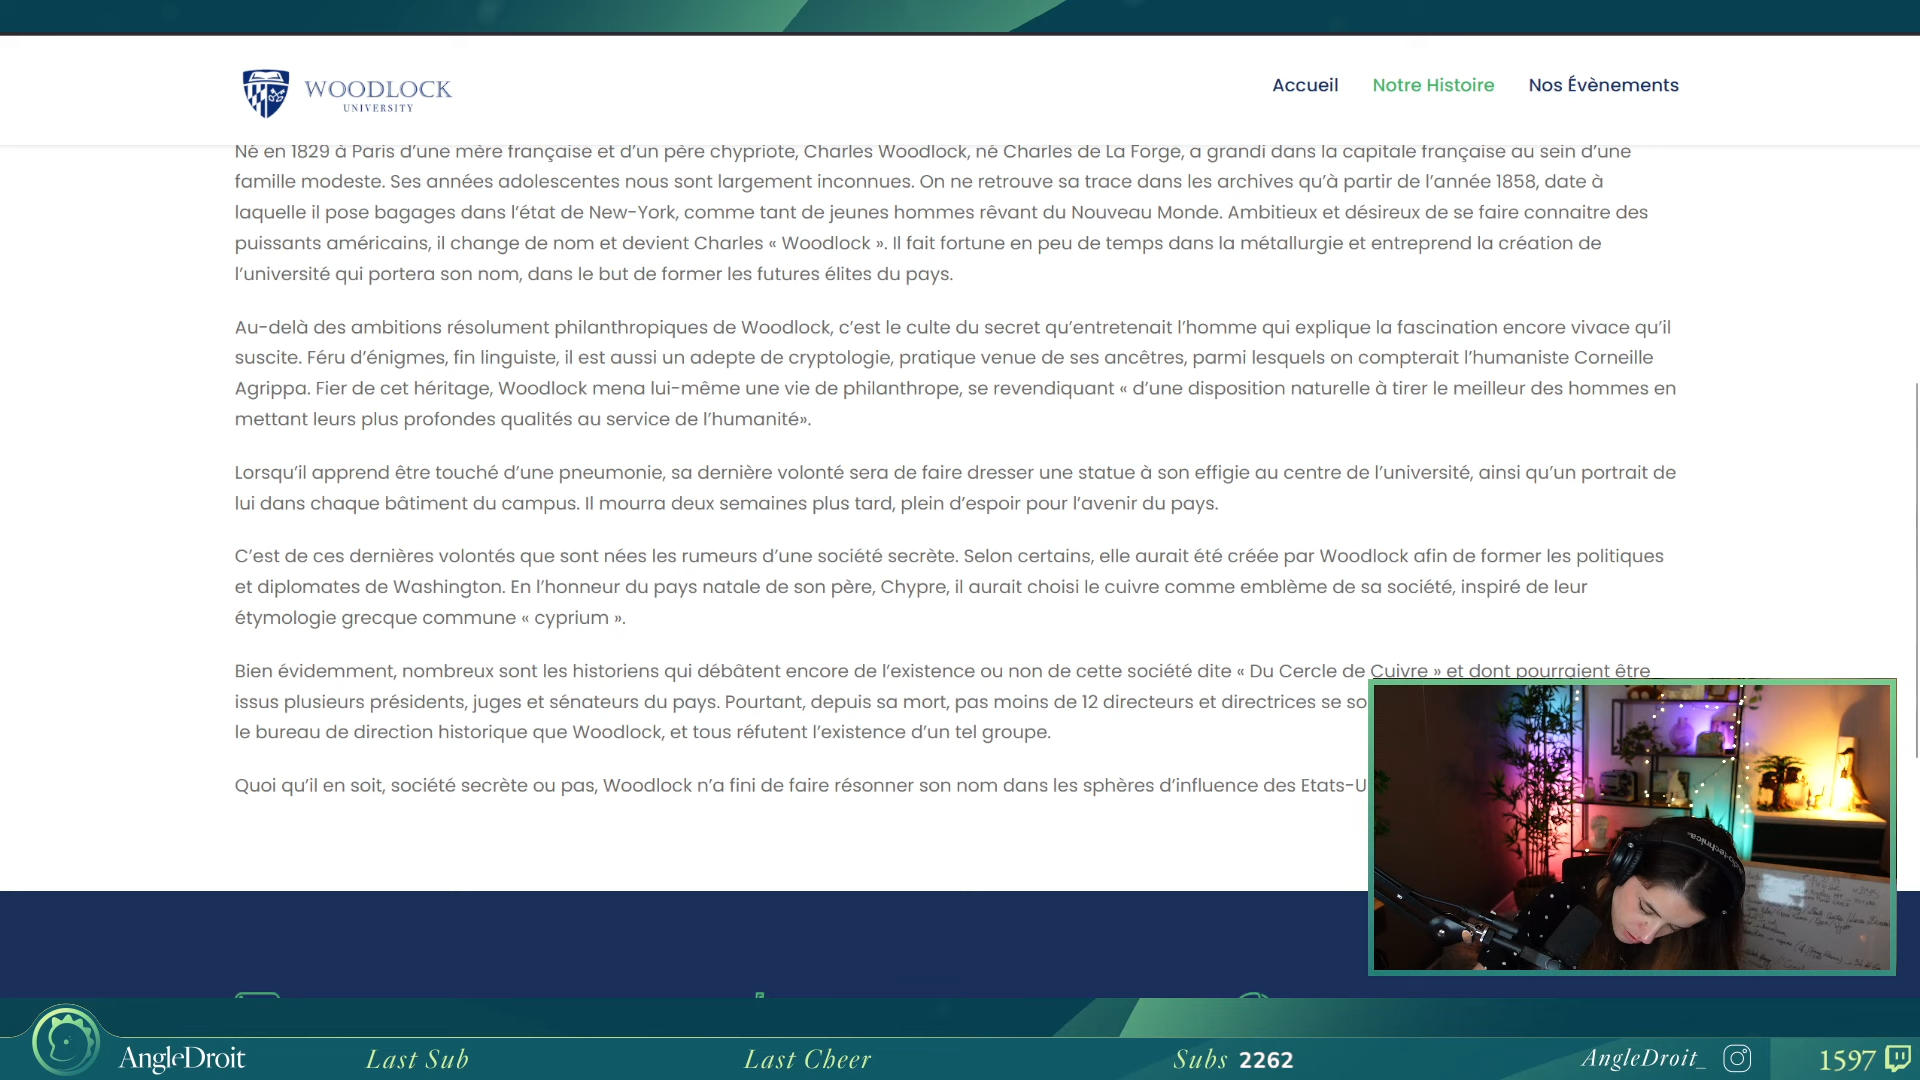 WOODLOCK
UNIVERSITY
Accueil
Notre Histoire
Nos Évènements
Né en 1829 à Paris d’une mère française et d’un père chypriote, Charles Woodlock, né Charles de La Forge, a grandi dans la capitale française au sein d’une
famille modeste. Ses années adolescentes nous sont largement inconnues. On ne retrouve sa trace dans les archives qu’à partir de l’année 1858, date à
laquelle il pose bagages dans l’état de New-York, comme tant de jeunes hommes rêvant du Nouveau Monde. Ambitieux et désireux de se faire connaitre des
puissants américains, il change de nom et devient Charles « Woodlock ». Il fait fortune en peu de temps dans la métallurgie et entreprend la création de
l’université qui portera son nom, dans le but de former les futures élites du pays.
Au-delà des ambitions résolument philanthropiques de Woodlock, c’est le culte du secret qu’entretenait l’homme qui explique la fascination encore vivace qu’il
suscite. Féru d’énigmes, fin linguiste, il est aussi un adepte de cryptologie, pratique venue de ses ancêtres, parmi lesquels on compterait l’humaniste Corneille
Agrippa. Fier de cet héritage, Woodlock mena lui-même une vie de philanthrope, se revendiquant « d’une disposition naturelle à tirer le meilleur des hommes en
mettant leurs plus profondes qualités au service de l’humanité».
Lorsqu’il apprend être touché d’une pneumonie, sa dernière volonté sera de faire dresser une statue à son effigie au centre de l’université, ainsi qu’un portrait de
lui dans chaque bâtiment du campus. Il mourra deux semaines plus tard, plein d’espoir pour l’avenir du pays.
C’est de ces dernières volontés que sont nées les rumeurs d’une société secrète. Selon certains, elle aurait été créée par Woodlock afin de former les politiques
et diplomates de Washington. En l’honneur du pays natale de son père, Chypre, il aurait choisi le cuivre comme emblème de sa société, inspiré de leur
étymologie grecque commune « cyprium ».
Bien évidemment, nombreux sont les historiens qui débâtent encore de l’existence ou non de cette société dite « Du Cercle de Cuivre » et dont pourraient être
issus plusieurs présidents, juges et sénateurs du pays. Pourtant, depuis sa mort, pas moins de 12 directeurs et directrices se so
le bureau de direction historique que Woodlock, et tous réfutent l’existence d’un tel groupe.
Quoi qu’il en soit, société secrète ou pas, Woodlock n’a fini de faire résonner son nom dans les sphères d’influence des Etats-U
audio-technica
AngleDroit
Last Sub
Last Cheer
Subs 2262
AngleDroit_
1597